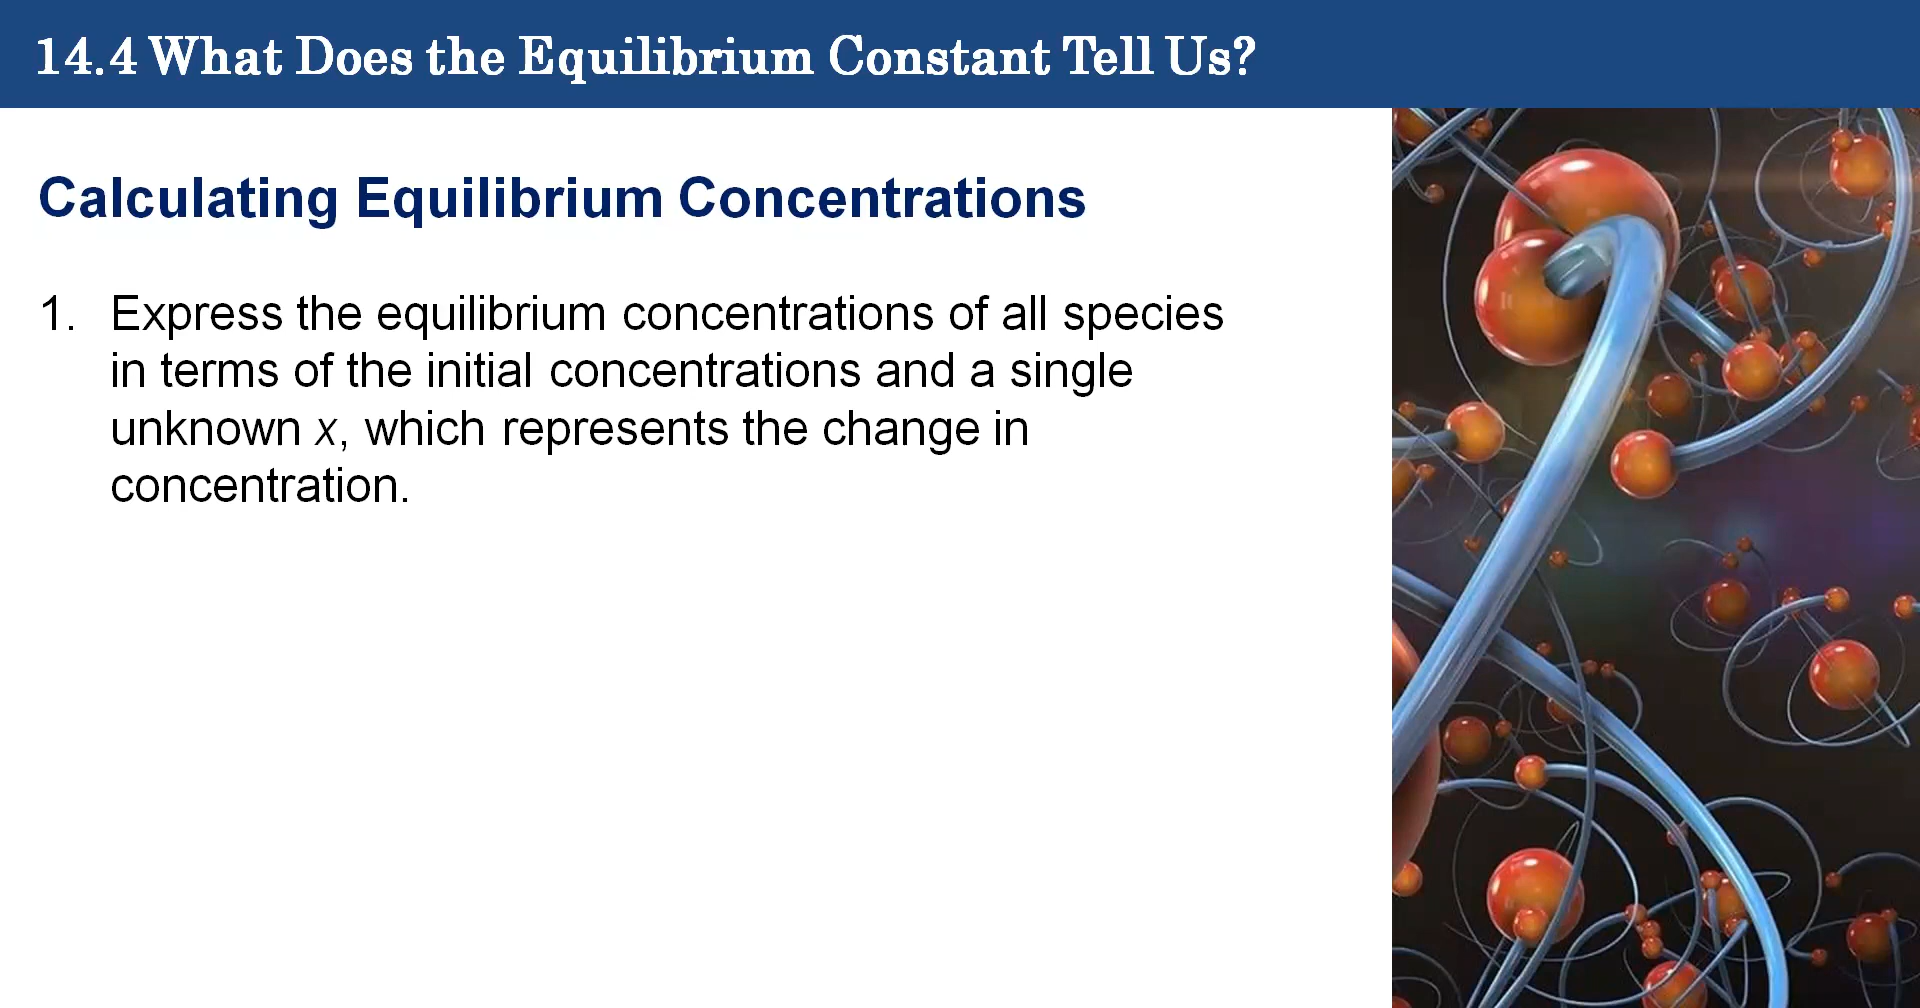 14.4 What Does the Equilibrium Constant Tell Us?
Calculating Equilibrium Concentrations
1. Express the equilibrium concentrations of all species
in terms of the initial concentrations and a single
unknown x, which represents the change in
concentration.